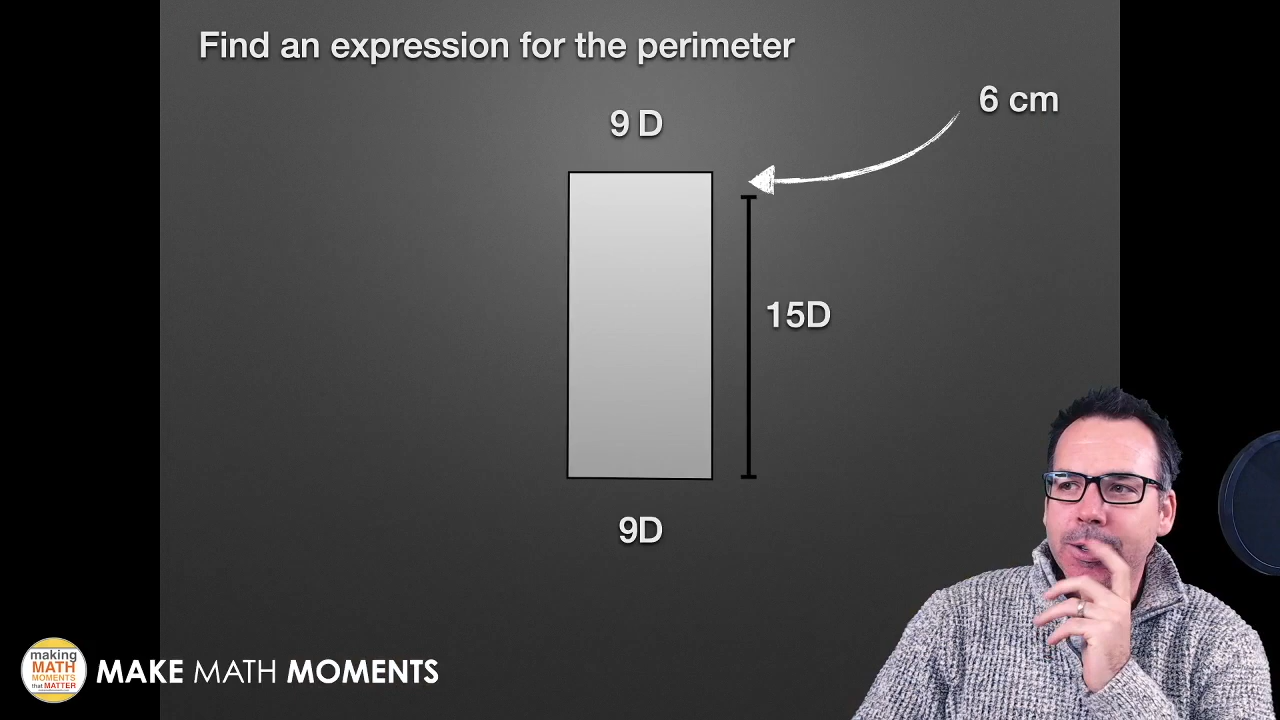 Find an expression for the perimeter
6 cm
9 D
15D
9D
making
MATH
MOMENTS
that MATTER
MAKE MATH MOMENTS